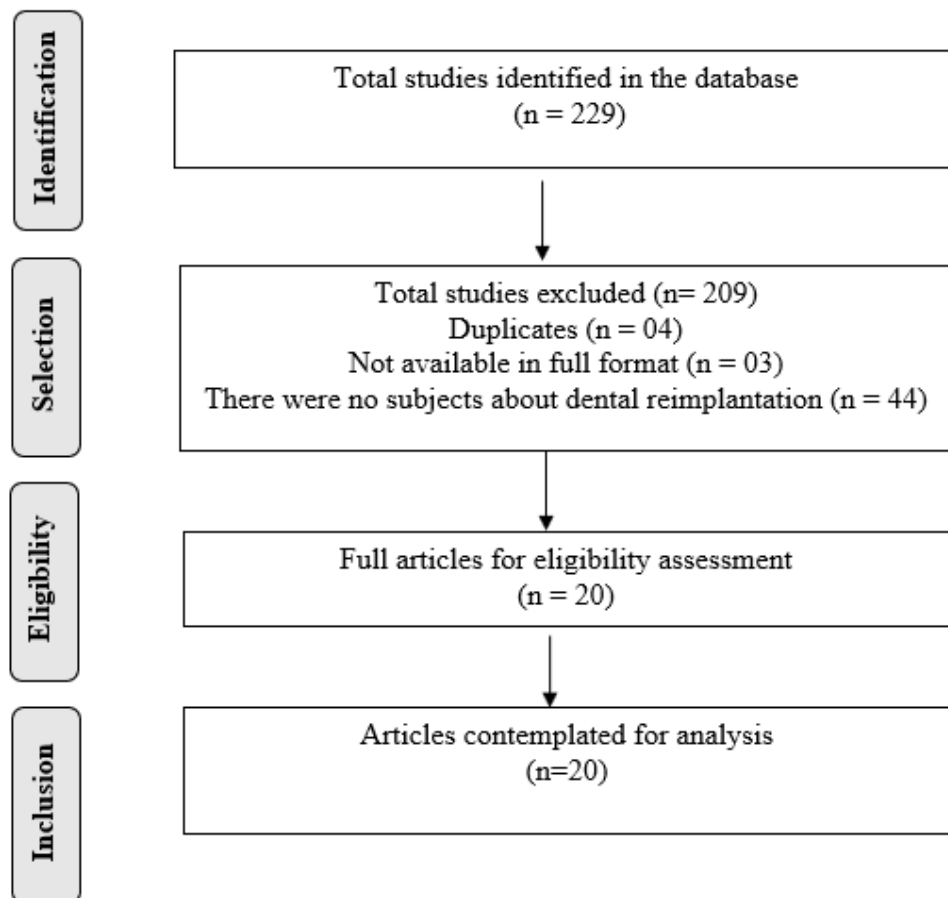 Identification
Total studies identified in the database
(n = 229)
Selection
Total studies excluded (n= 209)
Duplicates (n = 04)
Not available in full format (n = 03)
There were no subjects about dental reimplantation (n = 44)
Eligibility
Full articles for eligibility assessment
(n = 20)
Inclusion
Articles contemplated for analysis
(n=20)